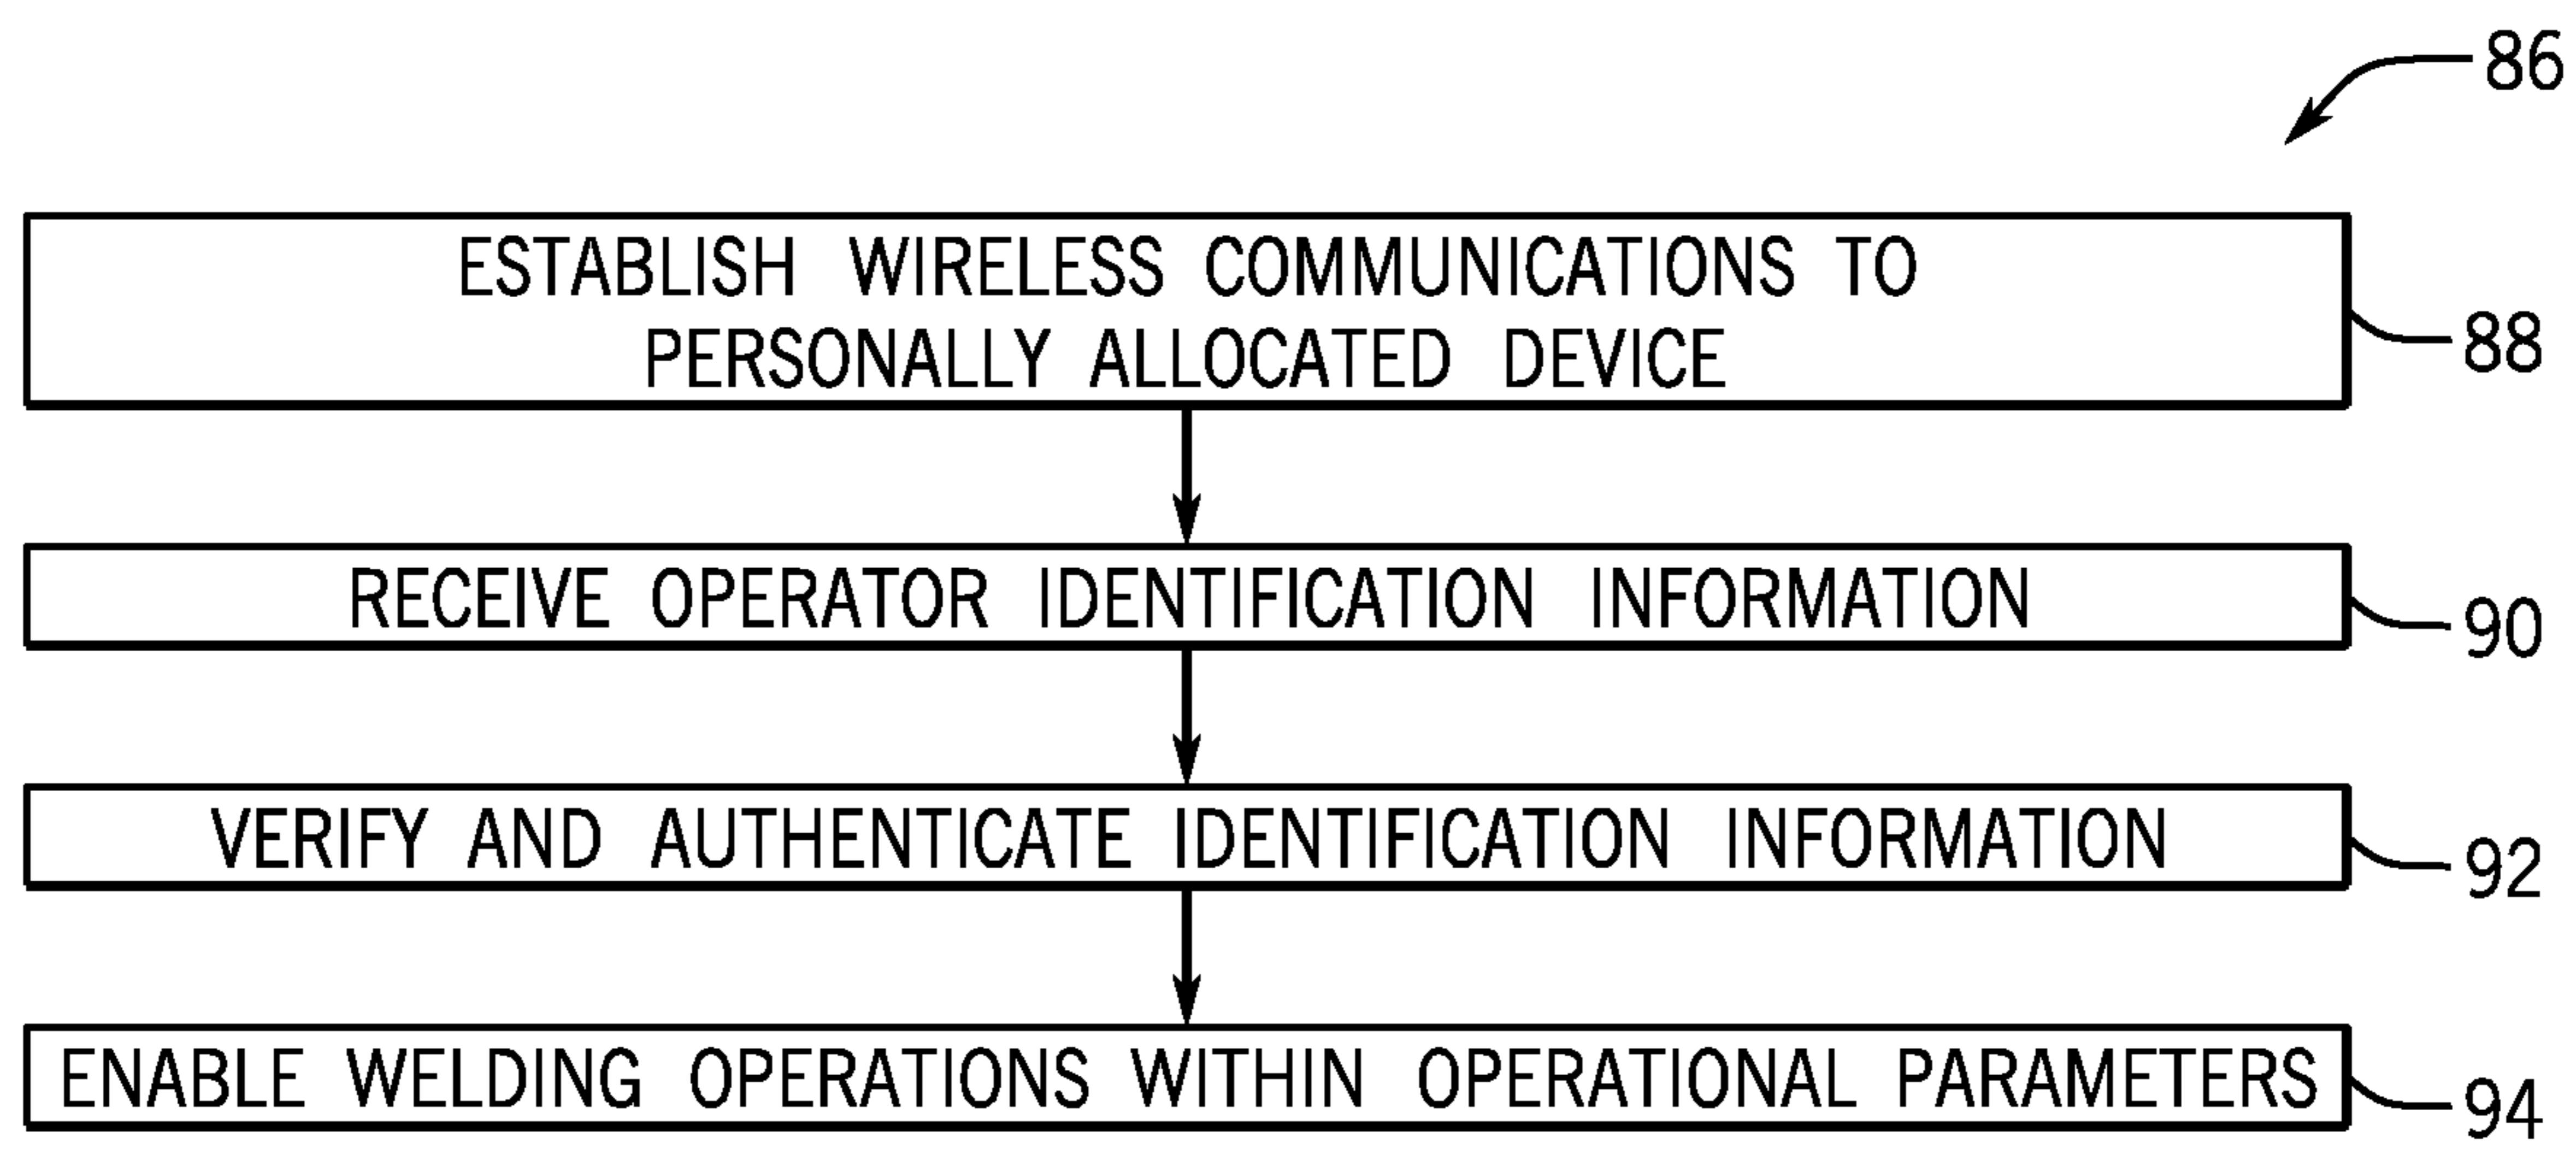 86
ESTABLISH WIRELESS COMMUNICATIONS TO
PERSONALLY ALLOCATED DEVICE
88
RECEIVE OPERATOR IDENTIFICATION INFORMATION
90
VERIFY AND AUTHENTICATE IDENTIFICATION INFORMATION
92
ENABLE WELDING OPERATIONS WITHIN OPERATIONAL PARAMETERS
94